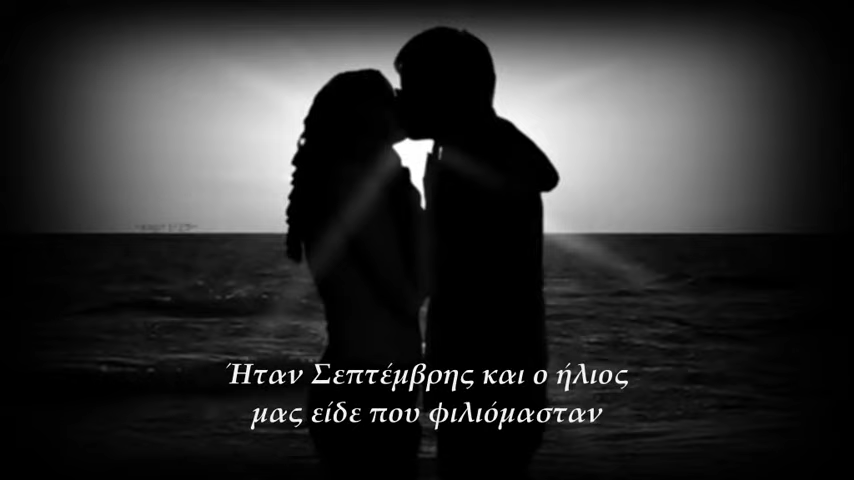 Ήταν Σεπτέμβρης και ο ήλιος
μας είδε που φιλιόμασταν